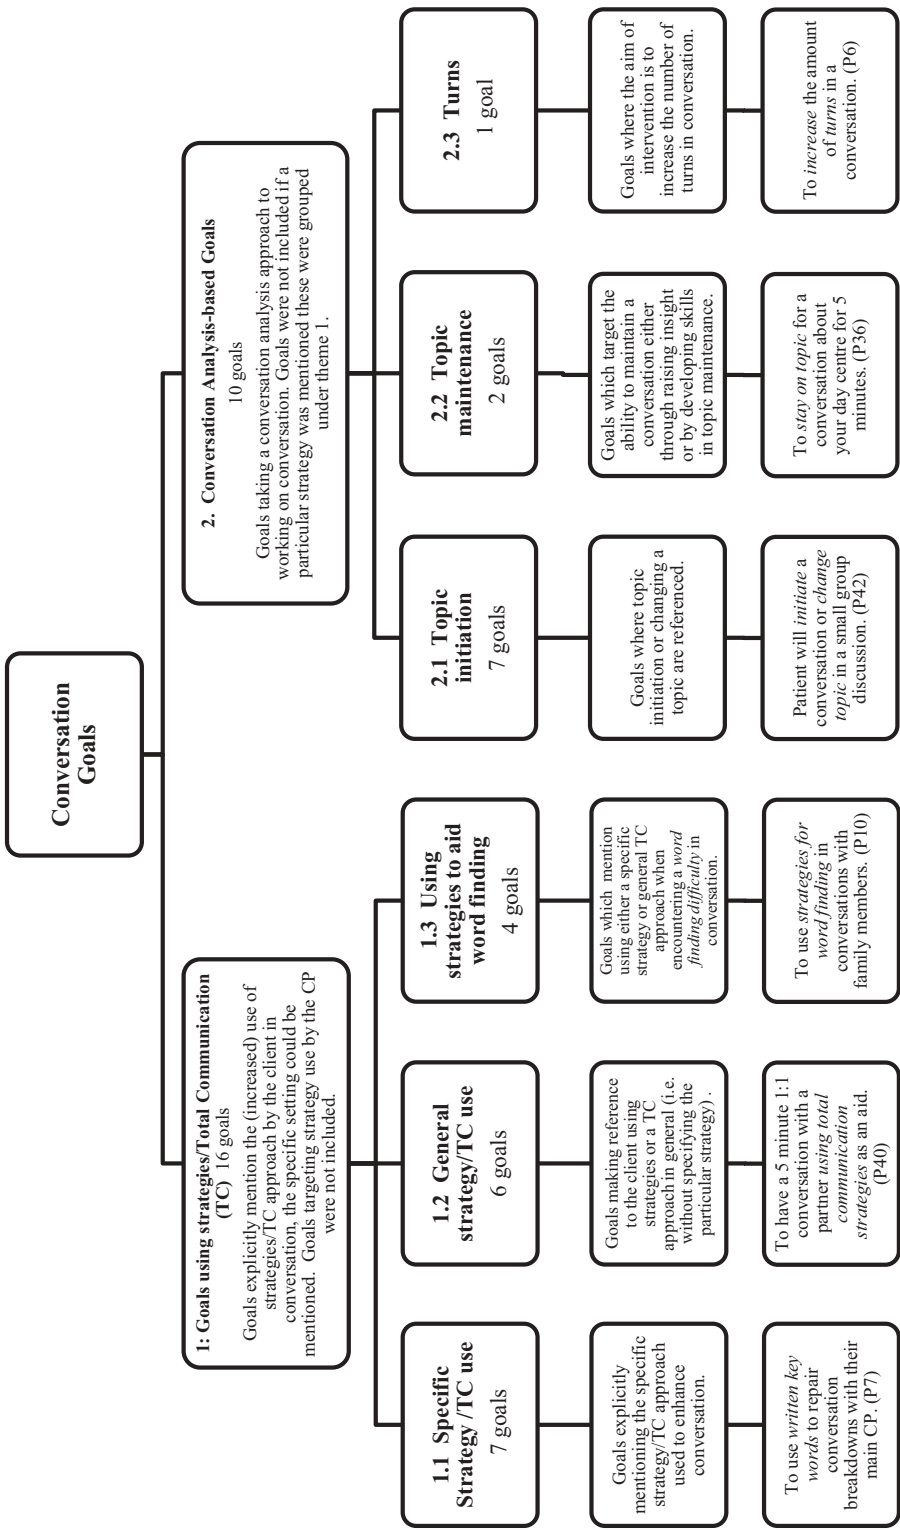 Conversation
Goals
1: Goals using strategies/Total Communication
(TC) 16 goals
Goals explicitly mention the (increased) use of
strategies/TC approach by the client in
conversation, the specific setting could be
mentioned. Goals targeting strategy use by the CP
were not included.
2. Conversation Analysis-based Goals
10 goals
Goals taking a conversation analysis approach to
working on conversation. Goals were not included if a
particular strategy was mentioned these were grouped
under theme 1.
1.1 Specific
Strategy /TC use
7 goals
1.2 General
strategy/TC use
6 goals
1.3 Using
strategies to aid
word finding
4 goals
2.1 Topic
initiation
7 goals
2.2 Topic
maintenance
2 goals
2.3 Turns
1 goal
Goals explicitly
mentioning the specific
strategy/TC approach
used to enhance
conversation.
Goals making reference
to the client using
strategies or a TC
approach in general (i.e.
without specifying the
particular strategy) .
Goals which mention
using either a specific
strategy or general TC
approach when
encountering a word
finding difficulty in
conversation.
Goals where topic
initiation or changing a
topic are referenced.
Goals which target the
ability to maintain a
conversation either
through raising insight
or by developing skills
in topic maintenance.
Goals where the aim of
intervention is to
increase the number of
turns in conversation.
To use written key
words to repair
conversation
breakdowns with their
main CP. (P7)
To have a 5 minute 1:1
conversation with a
partner using total
communication
strategies as an aid.
(P40)
To use strategies for
word finding in
conversations with
family members. (P10)
Patient will initiate a
conversation or change
topic in a small group
discussion. (P42)
To stay on topic for a
conversation about
your day centre for 5
minutes. (P36)
To increase the amount
of turns in a
conversation. (P6)